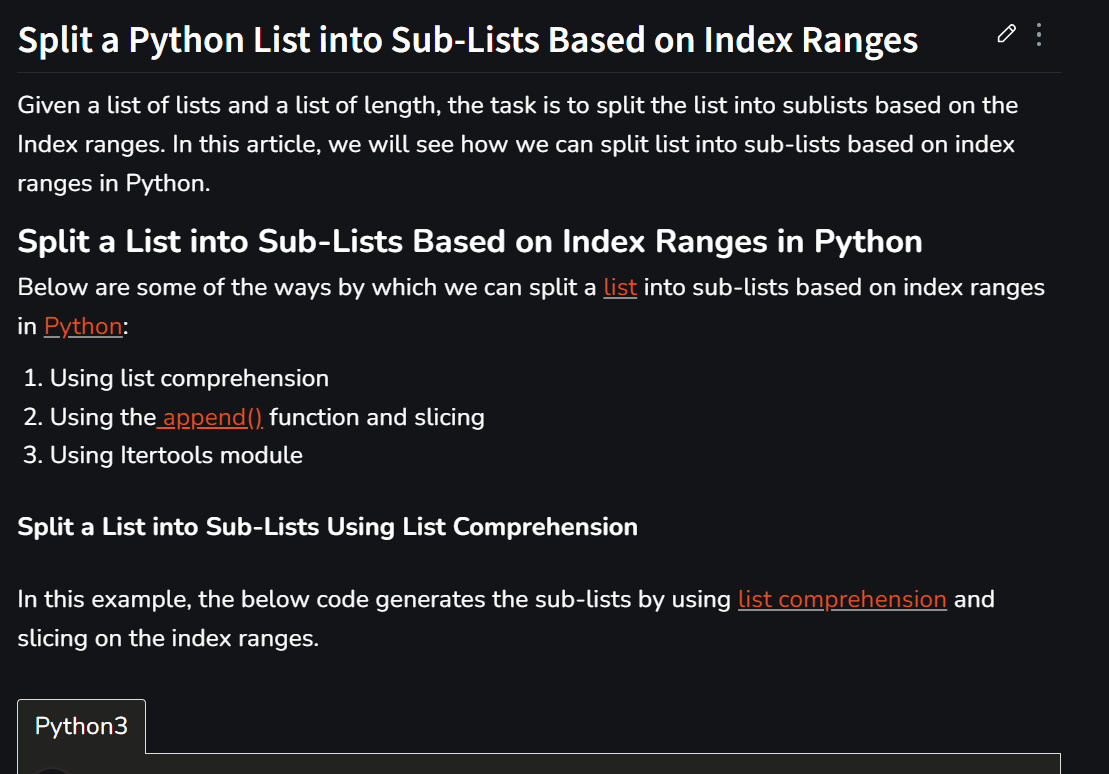 Split a Python List into Sub-Lists Based on Index Ranges
Given a list of lists and a list of length, the task is to split the list into sublists based on the
Index ranges. In this article, we will see how we can split list into sub-lists based on index
ranges in Python.
Split a List into Sub-Lists Based on Index Ranges in Python
Below are some of the ways by which we can split a list into sub-lists based on index ranges
in Python:
1. Using list comprehension
2. Using the append() function and slicing
3. Using Itertools module
Split a List into Sub-Lists Using List Comprehension
In this example, the below code generates the sub-lists by using list comprehension and
slicing on the index ranges.
Python3